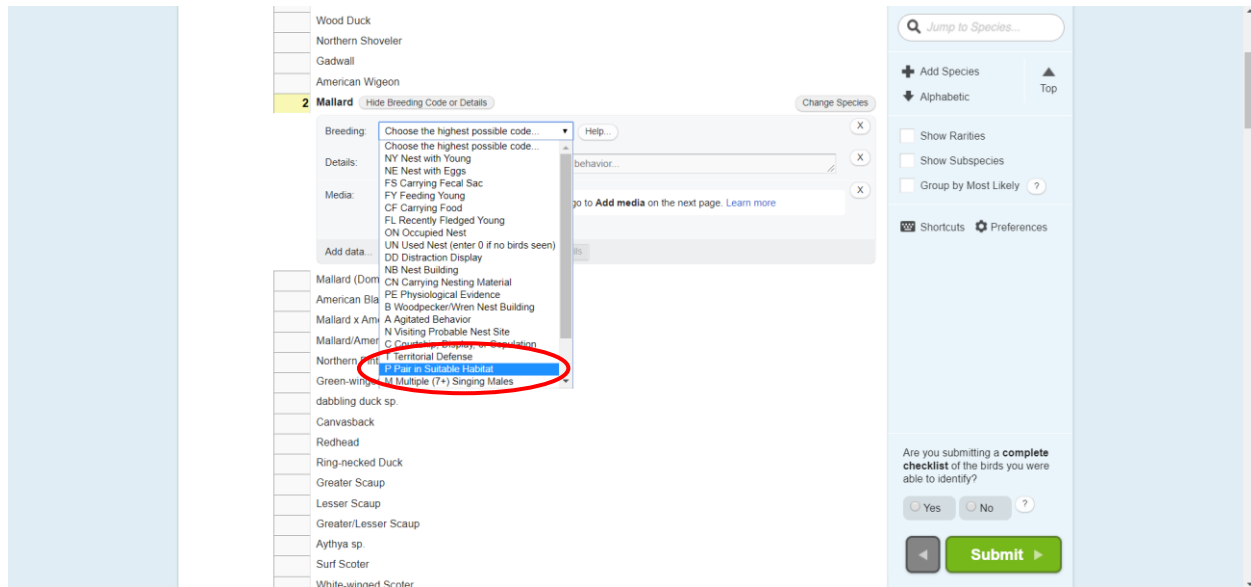 Wood Duck
Northern Shoveler
Gadwall
American Wigeon
2 Mallard Hide Breeding Code or Details Change Species
Breeding: Choose the highest possible code... Help... X
Choose the highest possible code...
NY Nest with Young
Details: behavior... X
NE Nest with Eggs
FS Carrying Fecal Sac
Media: X
FY Feeding Young
go to Add media on the next page. Learn more
CF Carrying Food
FL Recently Fledged Young
ON Occupied Nest
UN Used Nest (enter 0 if no birds seen)
Add data...
DD Distraction Display
NB Nest Building
Mallard (Dom
CN Carrying Nesting Material
PE Physiological Evidence
American Bla
B Woodpecker/Wren Nest Building
Mallard x Ame
A Agitated Behavior
N Visiting Probable Nest Site
Mallard/Amer
C Courtship, Display, or Copulation
T Territorial Defense
Northern Pint
P Pair in Suitable Habitat
Green-winge
M Multiple (7+) Singing Males
dabbling duck sp.
Canvasback
Redhead
Ring-necked Duck
Greater Scaup
Lesser Scaup
Greater/Lesser Scaup
Aythya sp.
Surf Scoter
White-winged Scoter
Jump to Species...
Add Species
Alphabetic
Top
Show Rarities
Show Subspecies
Group by Most Likely ?
Shortcuts Preferences
Are you submitting a complete
checklist of the birds you were
able to identify?
Yes No ?
Submit